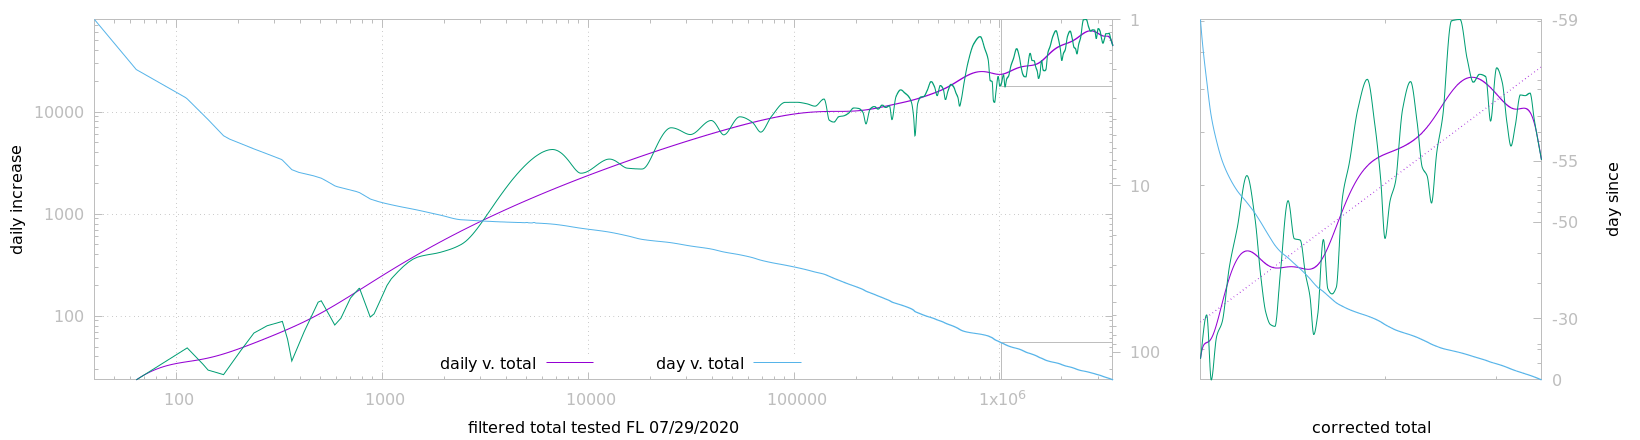 daily increase
10000
1000
100
1
10
100
daily v. total
day v. total
100
1000
10000
100000
1x10⁶
filtered total tested FL 07/29/2020
-59
-55
-50
-30
0
day since
corrected total